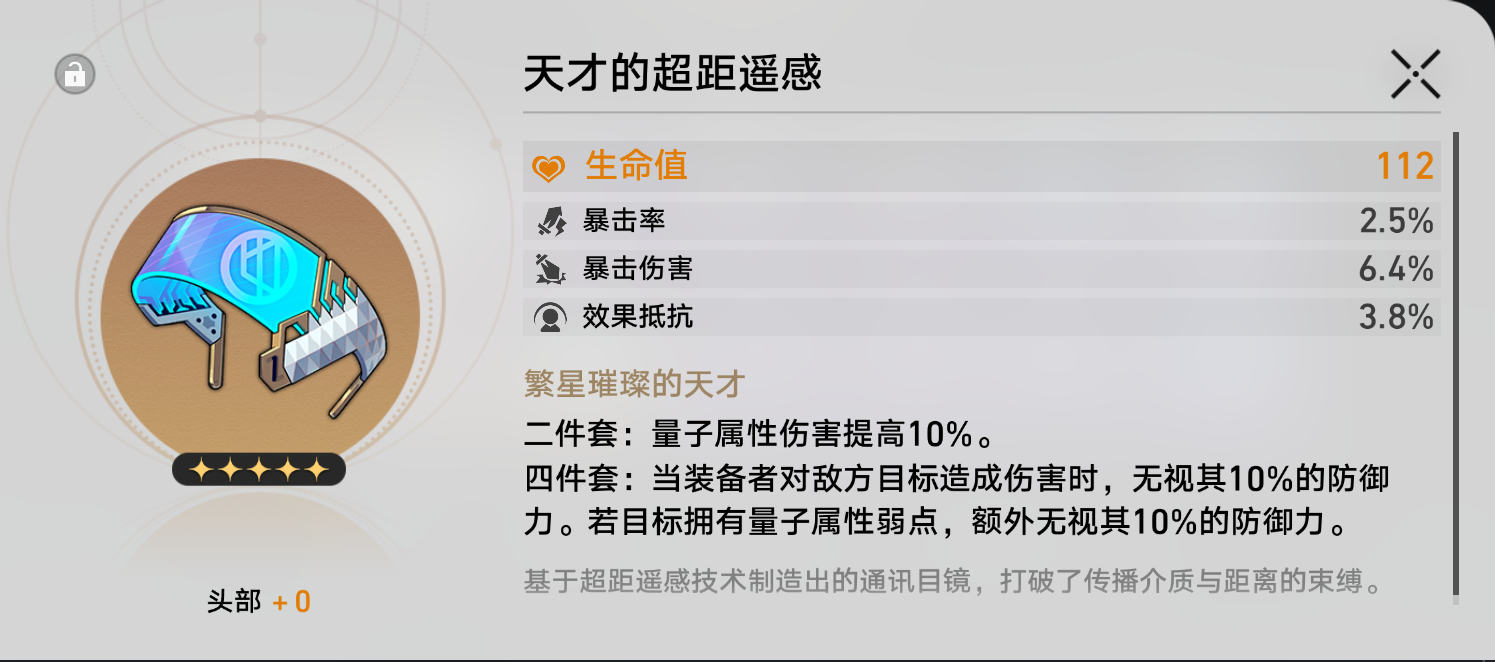 天才的超距遥感
生命值 112
暴击率 2.5%
暴击伤害 6.4%
效果抵抗 3.8%
繁星璀璨的天才
二件套：量子属性伤害提高10%。
四件套：当装备者对敌方目标造成伤害时，无视其10%的防御
力。若目标拥有量子属性弱点，额外无视其10%的防御力。
基于超距遥感技术制造出的通讯目镜，打破了传播介质与距离的束缚。
头部 +0